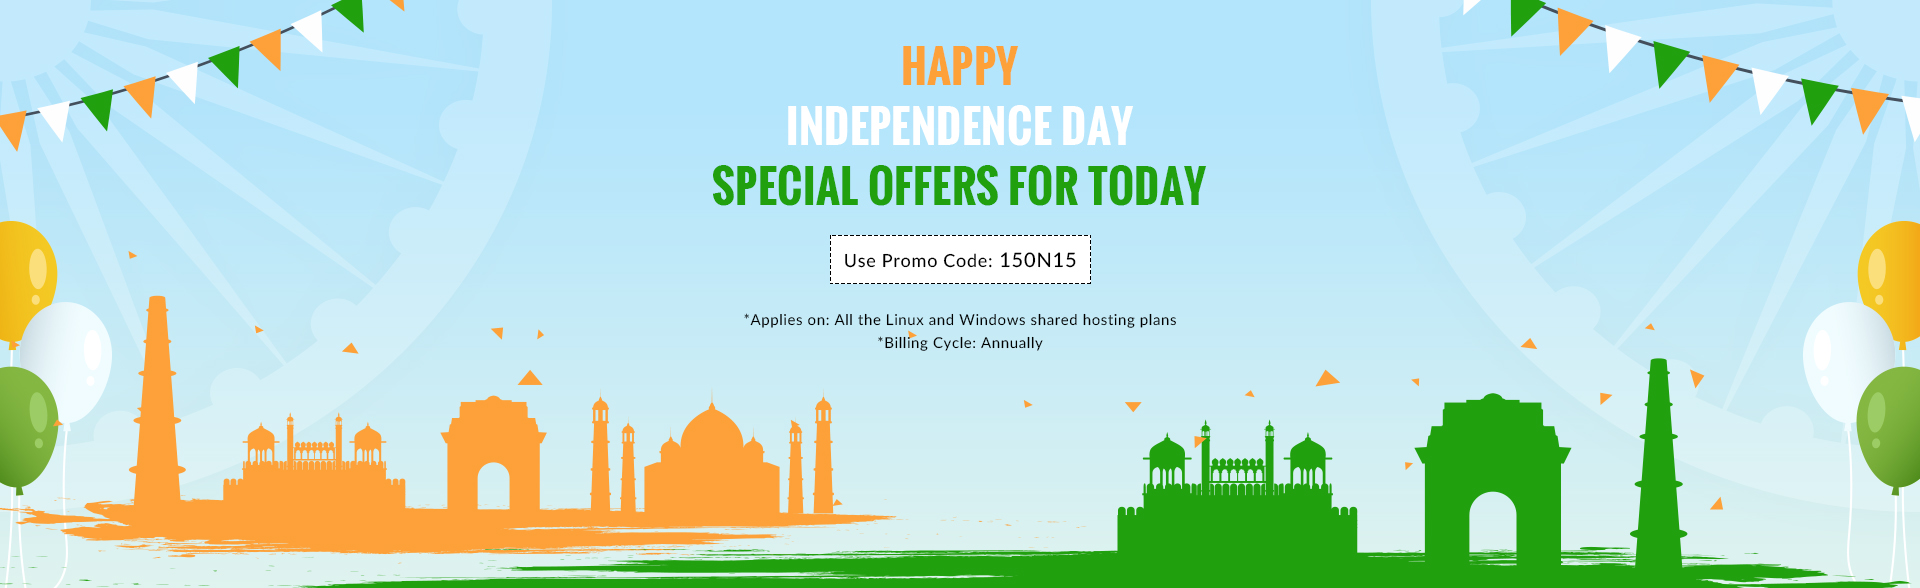 HAPPY
INDEPENDENCE DAY
SPECIAL OFFERS FOR TODAY
Use Promo Code: 150N15
*Applies on: All the Linux and Windows shared hosting plans
*Billing Cycle: Annually